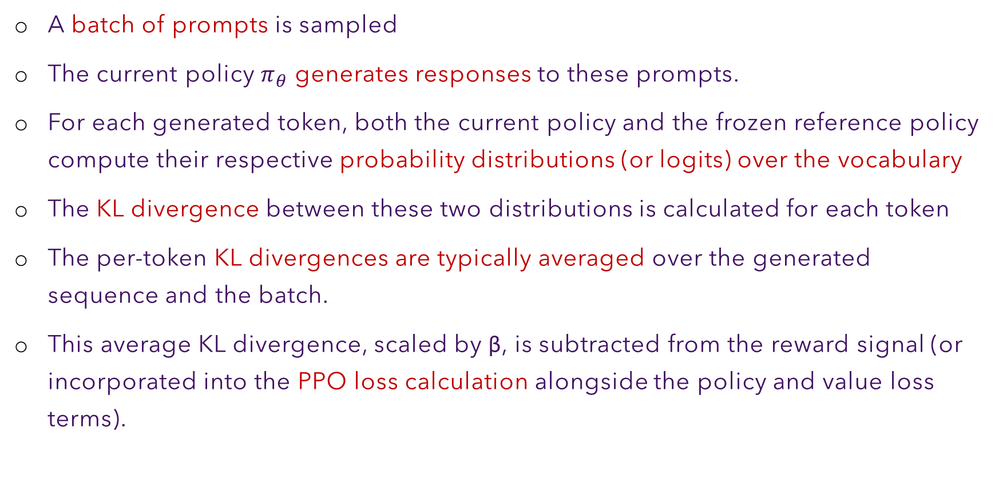 ○ A batch of prompts is sampled
○ The current policy π_θ generates responses to these prompts.
○ For each generated token, both the current policy and the frozen reference policy
compute their respective probability distributions (or logits) over the vocabulary
○ The KL divergence between these two distributions is calculated for each token
○ The per-token KL divergences are typically averaged over the generated
sequence and the batch.
○ This average KL divergence, scaled by β, is subtracted from the reward signal (or
incorporated into the PPO loss calculation alongside the policy and value loss
terms).